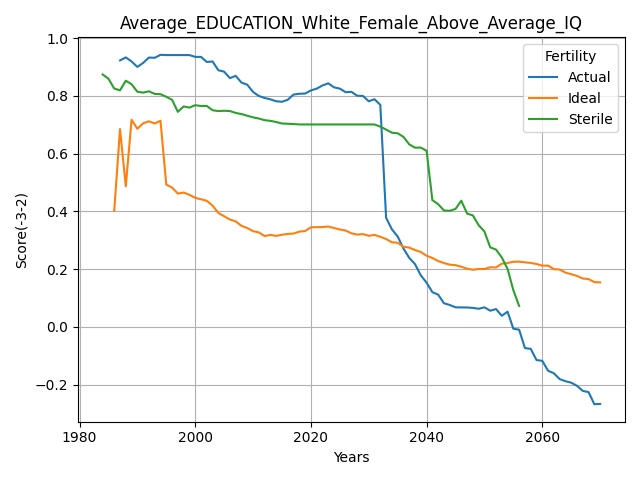 Average_EDUCATION_White_Female_Above_Average_IQ
Fertility
Actual
Ideal
Sterile
Score(-3-2)
1.0
0.8
0.6
0.4
0.2
0.0
−0.2
1980
2000
2020
2040
2060
Years